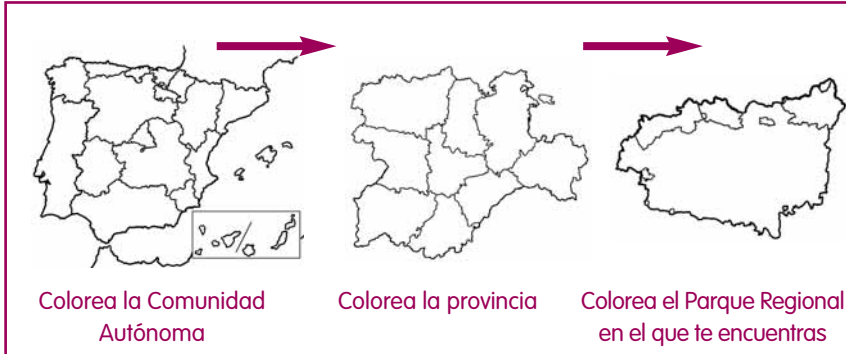 Colorea la Comunidad
Autónoma
Colorea la provincia
Colorea el Parque Regional
en el que te encuentras